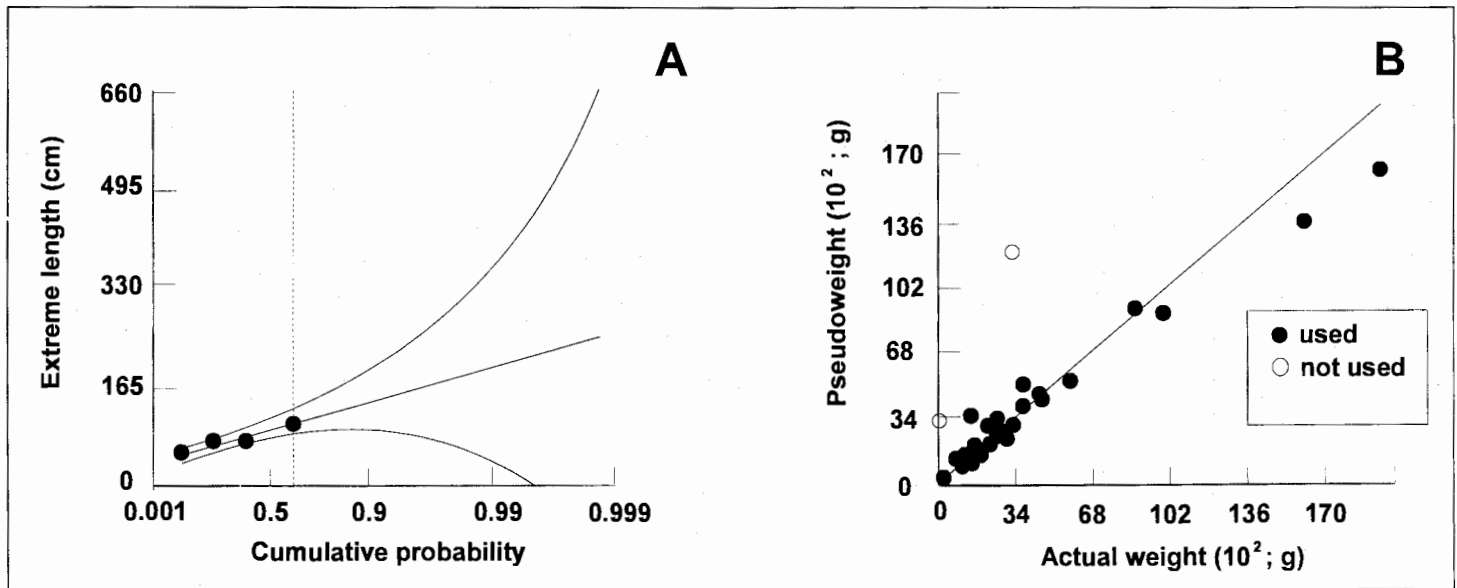 A
Extreme length (cm)
660
495
330
165
0
0.001 0.5 0.9 0.99 0.999
Cumulative probability
B
Pseudoweight (10² ; g)
170
136
102
68
34
0
0 34 68 102 136 170
Actual weight (10² ; g)
used
not used